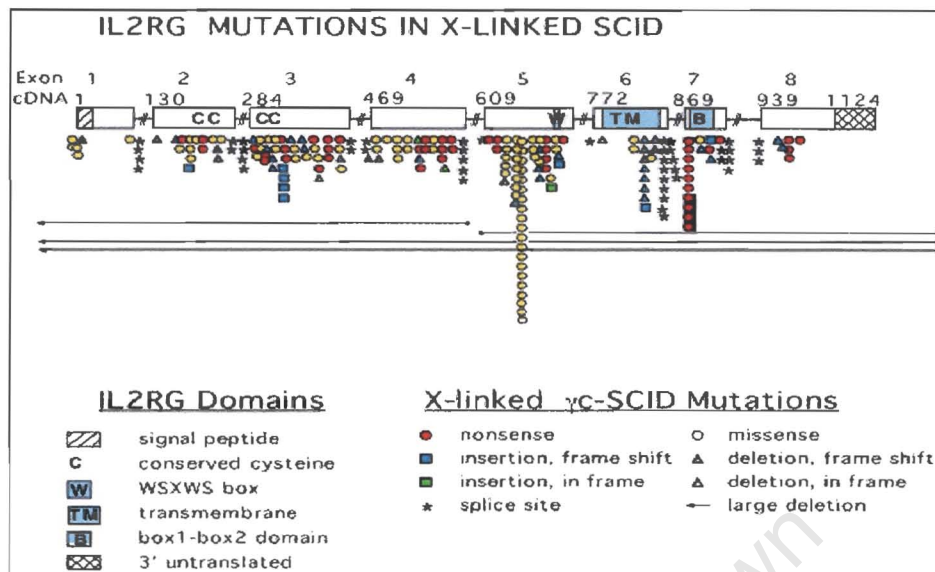 IL2RG MUTATIONS IN X-LINKED SCID
Exon 1 2 3 4 5 6 7 8
cDNA 1 130 284 469 609 772 869 939 1124
CC CC W TM B
IL2RG Domains
signal peptide
C conserved cysteine
W WSXWS box
TM transmembrane
B box1-box2 domain
3' untranslated
X-linked γc-SCID Mutations
nonsense
insertion, frame shift
insertion, in frame
* splice site
missense
deletion, frame shift
deletion, in frame
large deletion